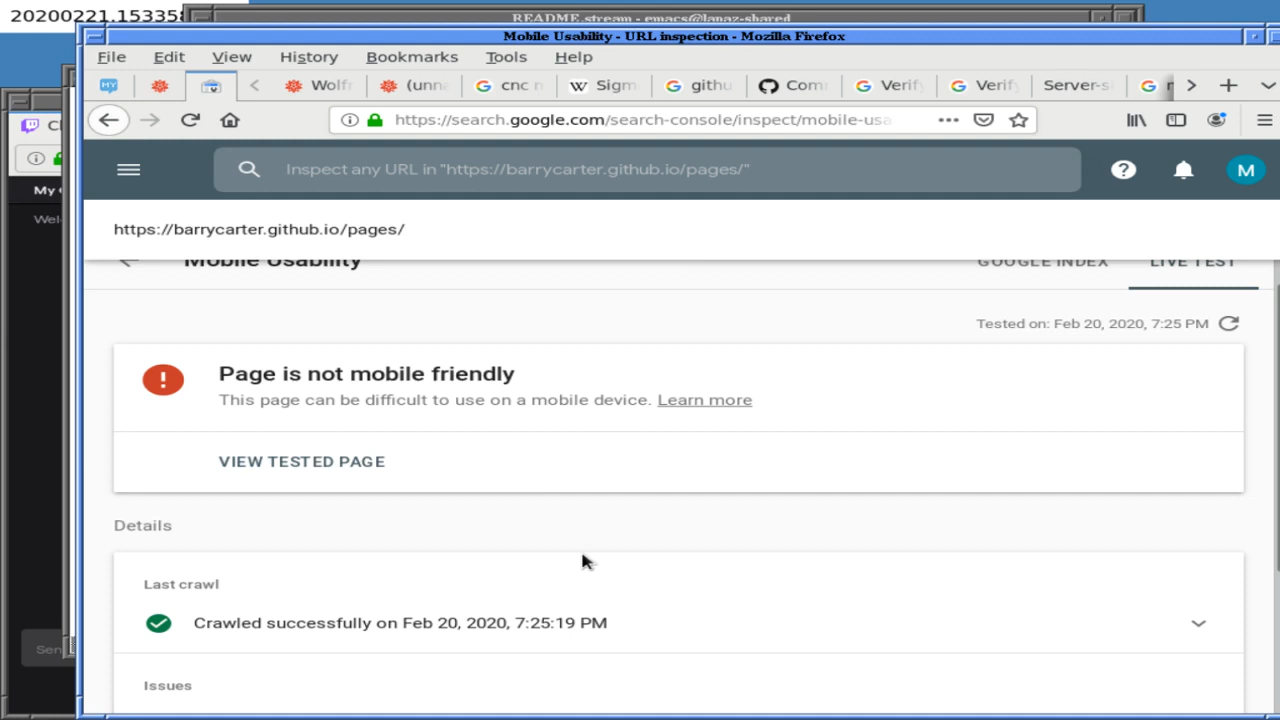 20200221.153358
README.stream - emacs@lanaz-shared
Mobile Usability - URL inspection - Mozilla Firefox
File Edit View History Bookmarks Tools Help
Wolfr (unna cnc n Sigm githu Com Verify Verify Server-s
https://search.google.com/search-console/inspect/mobile-usa
Inspect any URL in "https://barrycarter.github.io/pages/"
M
My
https://barrycarter.github.io/pages/
Wel
Mobile Usability GOOGLE INDEX LIVE TEST
Tested on: Feb 20, 2020, 7:25 PM
Page is not mobile friendly
This page can be difficult to use on a mobile device. Learn more
VIEW TESTED PAGE
Details
Last crawl
Crawled successfully on Feb 20, 2020, 7:25:19 PM
Sen
Issues